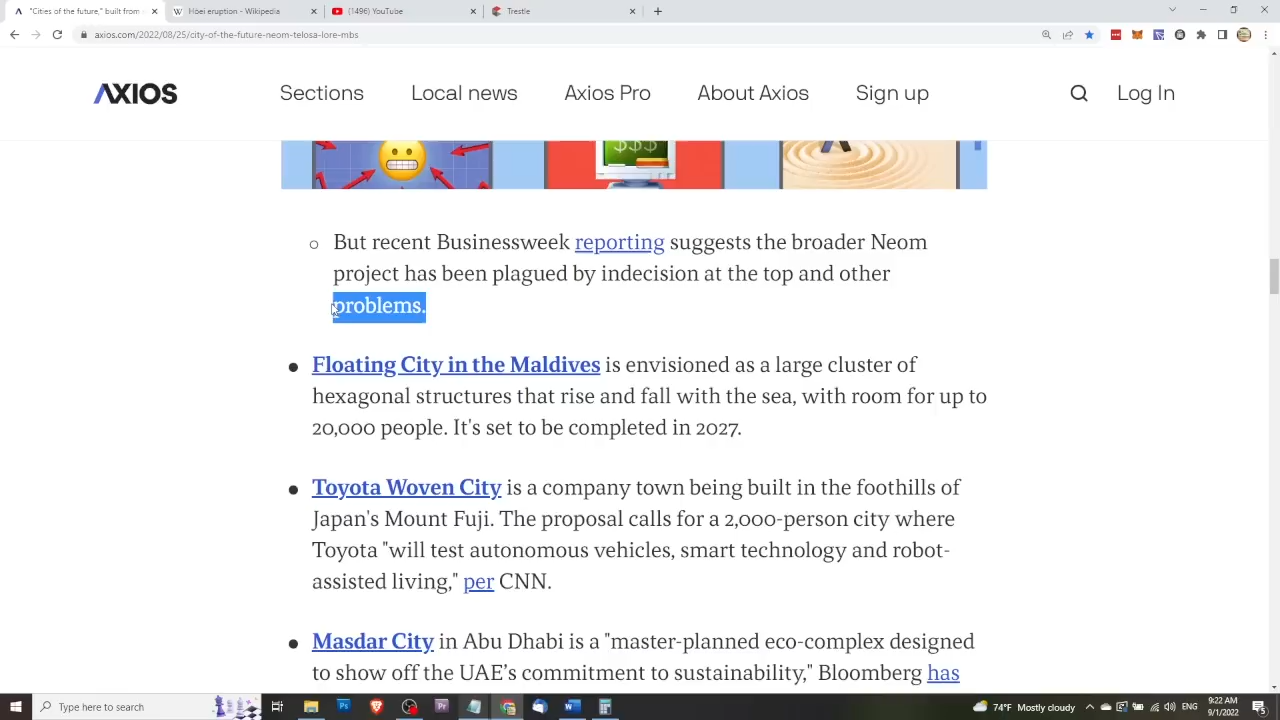 "Cities of the future," built from
Hōei eruption - Wikipedia
(1496) YouTube
Trestle
axios.com/2022/08/25/city-of-the-future-neom-telosa-lore-mbs
AXIOS
Sections
Local news
Axios Pro
About Axios
Sign up
Log In
$$$
But recent Businessweek reporting suggests the broader Neom
project has been plagued by indecision at the top and other
problems.
Floating City in the Maldives is envisioned as a large cluster of
hexagonal structures that rise and fall with the sea, with room for up to
20,000 people. It's set to be completed in 2027.
Toyota Woven City is a company town being built in the foothills of
Japan's Mount Fuji. The proposal calls for a 2,000-person city where
Toyota "will test autonomous vehicles, smart technology and robot-
assisted living," per CNN.
Masdar City in Abu Dhabi is a "master-planned eco-complex designed
to show off the UAE’s commitment to sustainability," Bloomberg has
Type here to search
74°F Mostly Cloudy
9:22 AM
9/1/2022